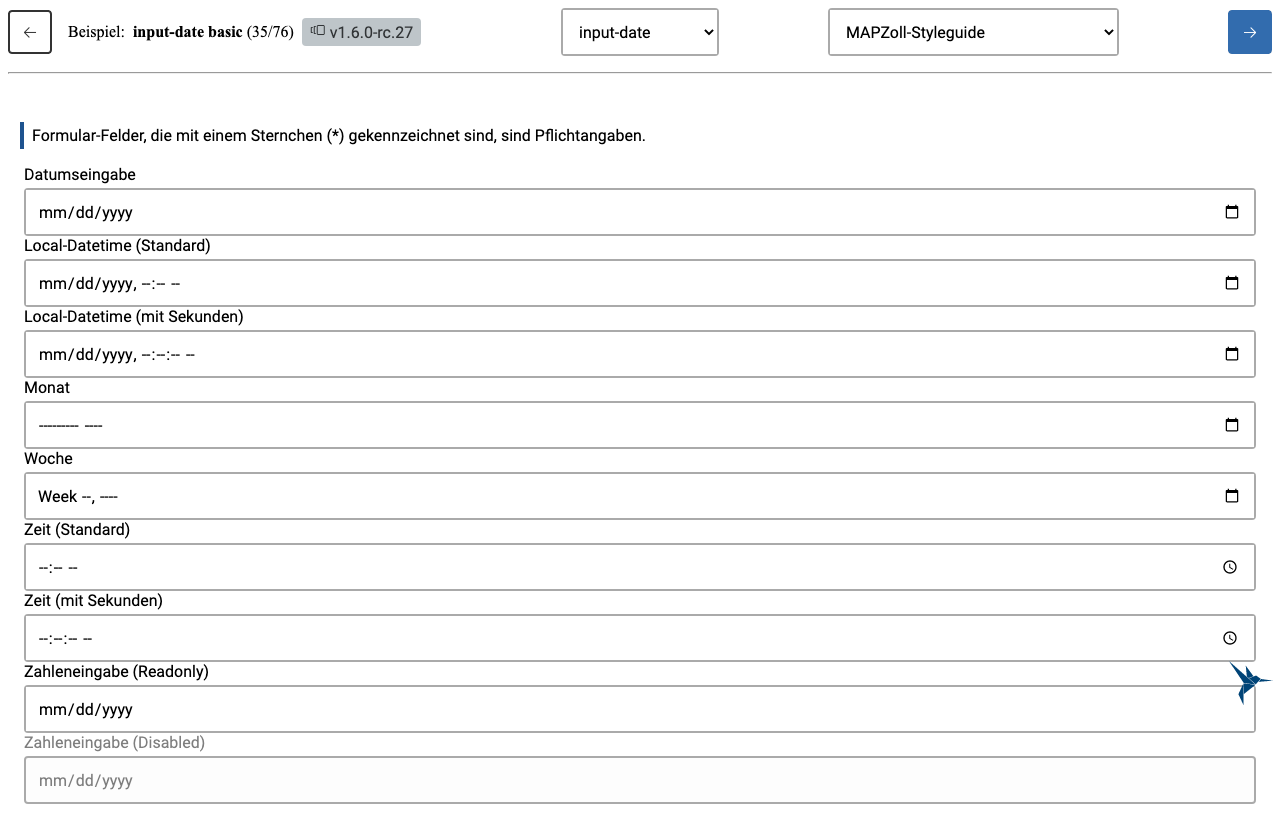 Beispiel: input-date basic (35/76) v1.6.0-rc.27 input-date MAPZoll-Styleguide
Formular-Felder, die mit einem Sternchen (*) gekennzeichnet sind, sind Pflichtangaben.
Datumseingabe
mm/dd/yyyy
Local-Datetime (Standard)
mm/dd/yyyy, --:-- --
Local-Datetime (mit Sekunden)
mm/dd/yyyy, --:--:-- --
Monat
--------- ----
Woche
Week --, ----
Zeit (Standard)
--:-- --
Zeit (mit Sekunden)
--:--:-- --
Zahleneingabe (Readonly)
mm/dd/yyyy
Zahleneingabe (Disabled)
mm/dd/yyyy